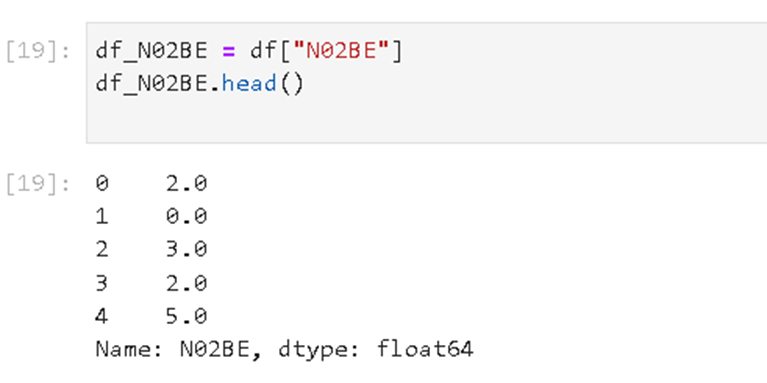 [19]: df_N02BE = df["N02BE"]
df_N02BE.head()
[19]: 0 2.0
1 0.0
2 3.0
3 2.0
4 5.0
Name: N02BE, dtype: float64